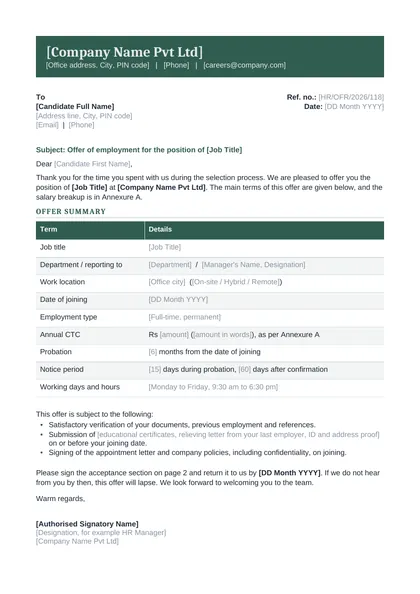 [Company Name Pvt Ltd]
[Office address, City, PIN code] | [Phone] | [careers@company.com]
To
[Candidate Full Name]
[Address line, City, PIN code]
[Email] | [Phone]
Ref. no.: [HR/OFR/2026/118]
Date: [DD Month YYYY]
Subject: Offer of employment for the position of [Job Title]
Dear [Candidate First Name],
Thank you for the time you spent with us during the selection process. We are pleased to offer you the
position of [Job Title] at [Company Name Pvt Ltd]. The main terms of this offer are given below, and the
salary breakup is in Annexure A.
OFFER SUMMARY
Term Details
Job title [Job Title]
Department / reporting to [Department] / [Manager's Name, Designation]
Work location [Office city] ([On-site / Hybrid / Remote])
Date of joining [DD Month YYYY]
Employment type [Full-time, permanent]
Annual CTC Rs [amount] ([amount in words]), as per Annexure A
Probation [6] months from the date of joining
Notice period [15] days during probation, [60] days after confirmation
Working days and hours [Monday to Friday, 9:30 am to 6:30 pm]
This offer is subject to the following:
• Satisfactory verification of your documents, previous employment and references.
• Submission of [educational certificates, relieving letter from your last employer, ID and address proof]
on or before your joining date.
• Signing of the appointment letter and company policies, including confidentiality, on joining.
Please sign the acceptance section on page 2 and return it to us by [DD Month YYYY]. If we do not hear
from you by then, this offer will lapse. We look forward to welcoming you to the team.
Warm regards,
[Authorised Signatory Name]
[Designation, for example HR Manager]
[Company Name Pvt Ltd]